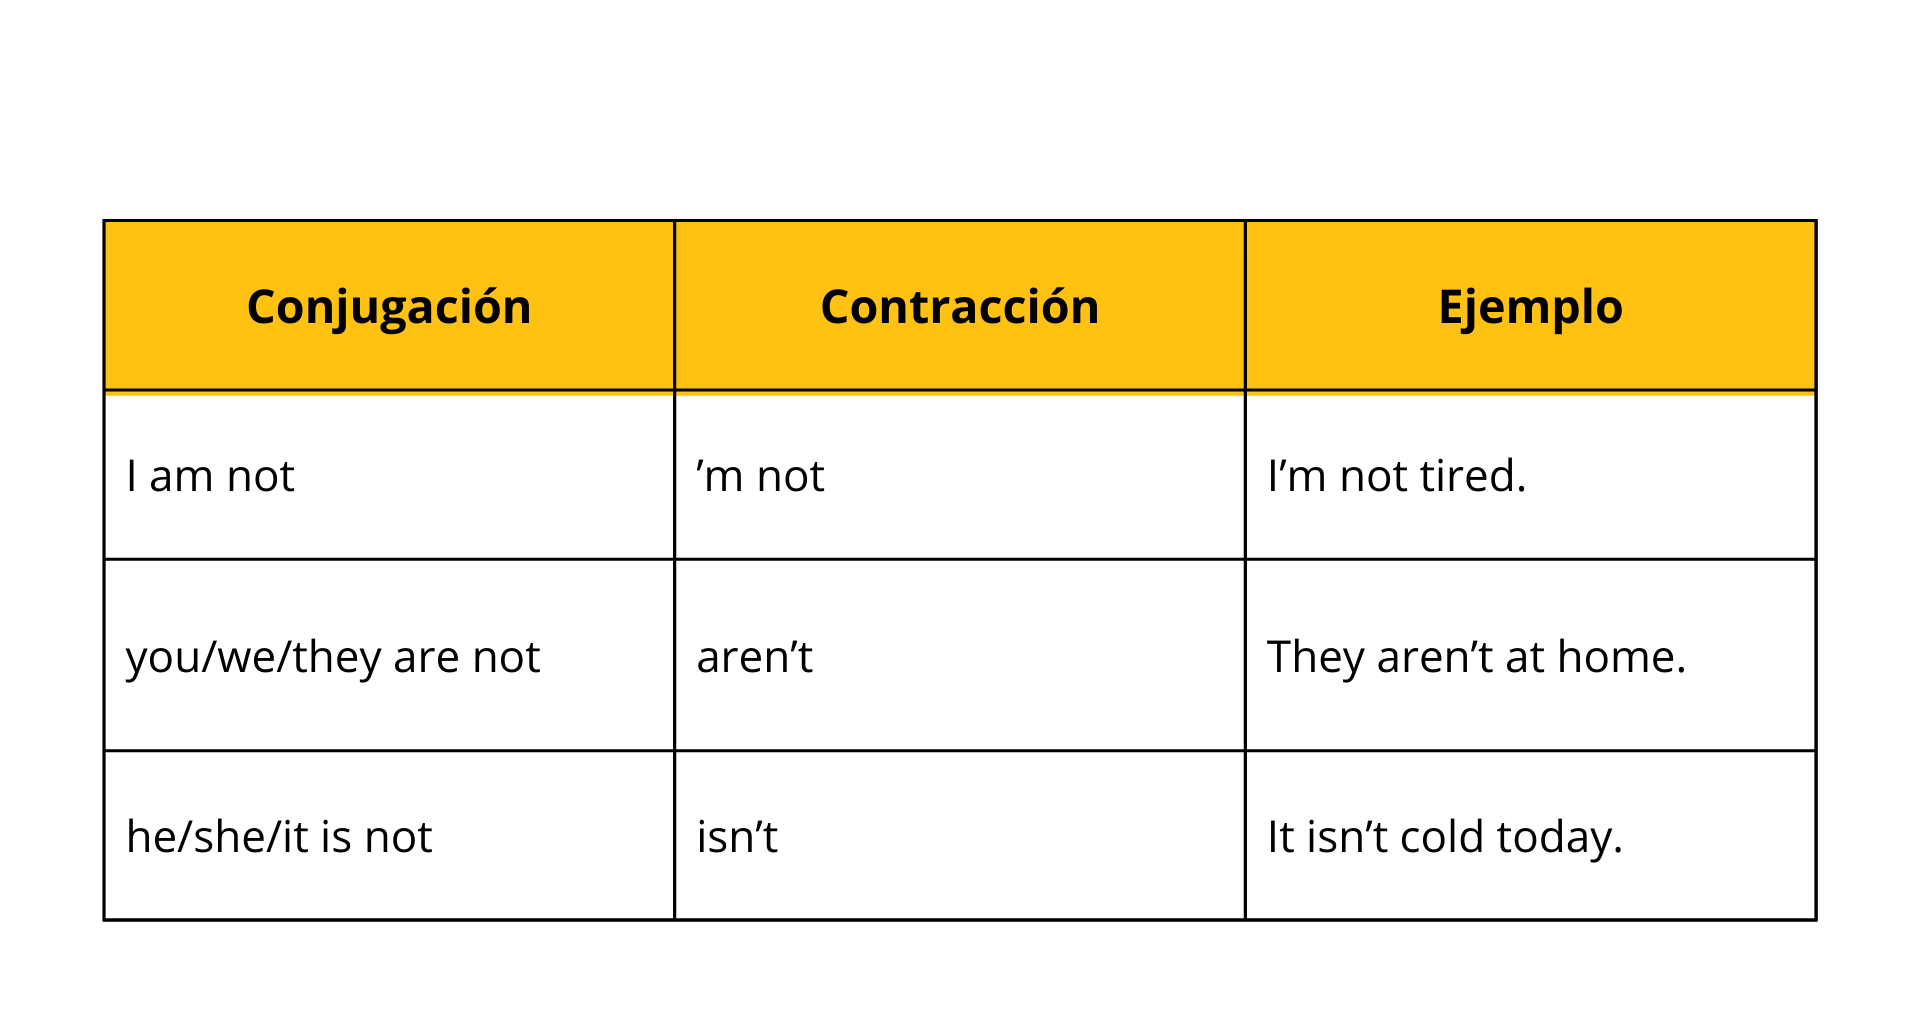 Conjugación Contracción Ejemplo
I am not ’m not I’m not tired.
you/we/they are not aren’t They aren’t at home.
he/she/it is not isn’t It isn’t cold today.